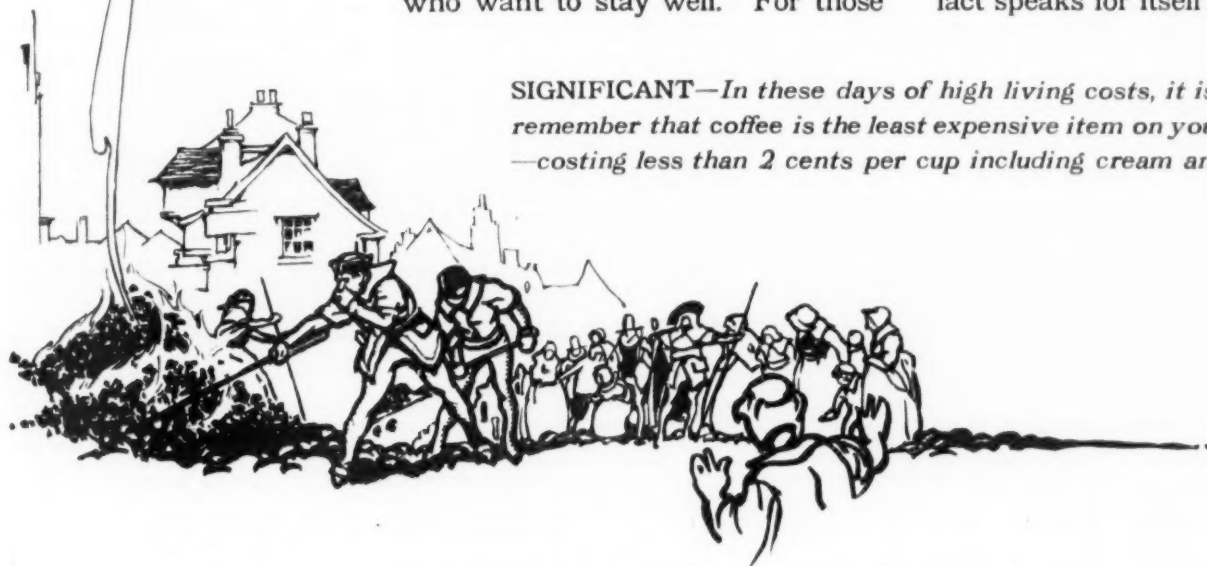 who want to stay well. For those
fact speaks for itself
SIGNIFICANT—In these days of high living costs, it is
remember that coffee is the least expensive item on you
—costing less than 2 cents per cup including cream an